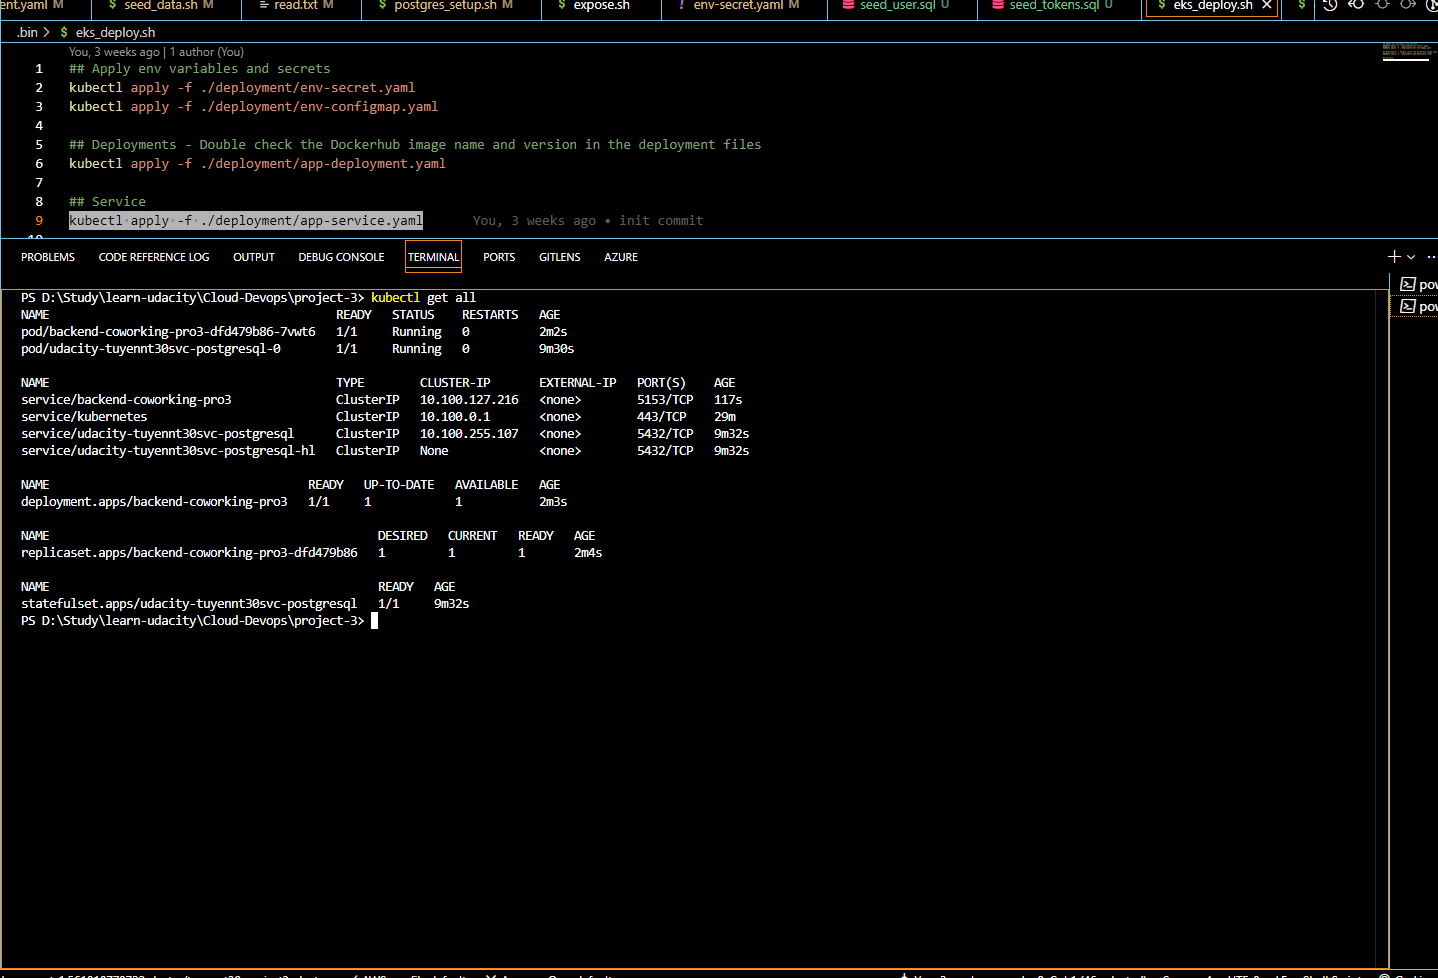 ent.yaml M $ seed_data.sh M read.txt M $ postgres_setup.sh M $ expose.sh ! env-secret.yaml M seed_user.sql U seed_tokens.sql U $ eks_deploy.sh $
.bin > $ eks_deploy.sh
You, 3 weeks ago | 1 author (You)
1 ## Apply env variables and secrets
2 kubectl apply -f ./deployment/env-secret.yaml
3 kubectl apply -f ./deployment/env-configmap.yaml
4
5 ## Deployments - Double check the Dockerhub image name and version in the deployment files
6 kubectl apply -f ./deployment/app-deployment.yaml
7
8 ## Service
9 kubectl apply -f ./deployment/app-service.yaml You, 3 weeks ago • init commit
10
PROBLEMS CODE REFERENCE LOG OUTPUT DEBUG CONSOLE TERMINAL PORTS GITLENS AZURE
PS D:\Study\learn-udacity\Cloud-Devops\project-3> kubectl get all
NAME READY STATUS RESTARTS AGE
pod/backend-coworking-pro3-dfd479b86-7vwt6 1/1 Running 0 2m2s
pod/udacity-tuyennt30svc-postgresql-0 1/1 Running 0 9m30s
NAME TYPE CLUSTER-IP EXTERNAL-IP PORT(S) AGE
service/backend-coworking-pro3 ClusterIP 10.100.127.216 <none> 5153/TCP 117s
service/kubernetes ClusterIP 10.100.0.1 <none> 443/TCP 29m
service/udacity-tuyennt30svc-postgresql ClusterIP 10.100.255.107 <none> 5432/TCP 9m32s
service/udacity-tuyennt30svc-postgresql-hl ClusterIP None <none> 5432/TCP 9m32s
NAME READY UP-TO-DATE AVAILABLE AGE
deployment.apps/backend-coworking-pro3 1/1 1 1 2m3s
NAME DESIRED CURRENT READY AGE
replicaset.apps/backend-coworking-pro3-dfd479b86 1 1 1 2m4s
NAME READY AGE
statefulset.apps/udacity-tuyennt30svc-postgresql 1/1 9m32s
PS D:\Study\learn-udacity\Cloud-Devops\project-3>
pow
pow